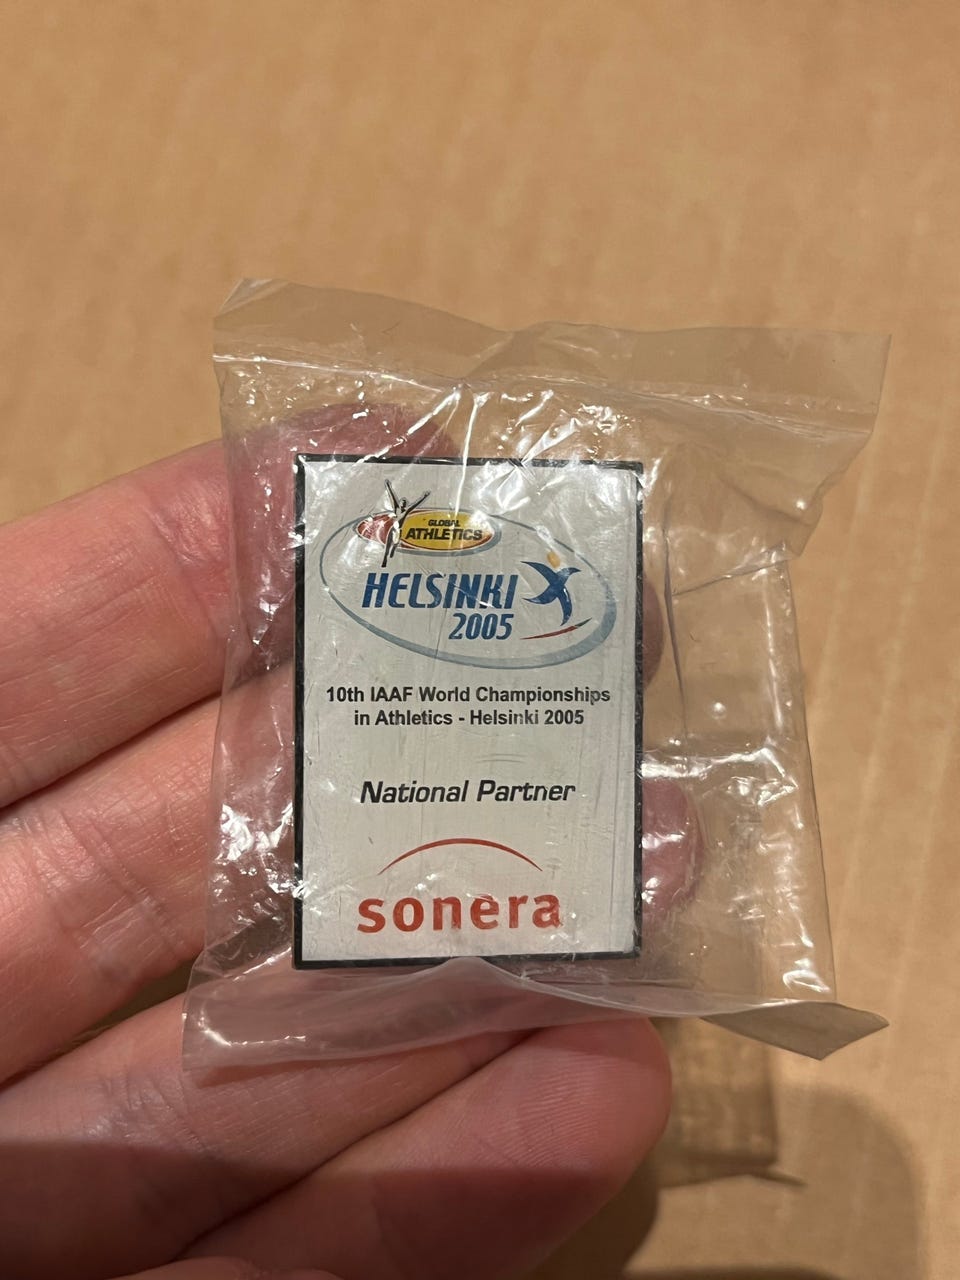 GLOBAL
ATHLETICS
HELSINKI
2005
10th IAAF World Championships
in Athletics - Helsinki 2005
National Partner
sonera